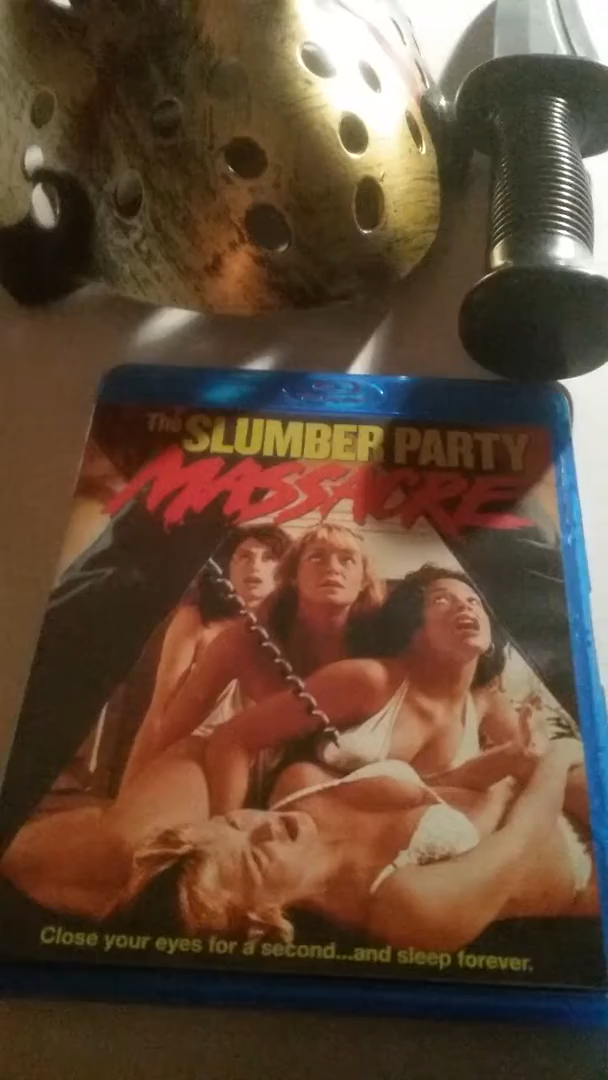 The SLUMBER PARTY
MASSACRE
Close your eyes for a second...and sleep forever.